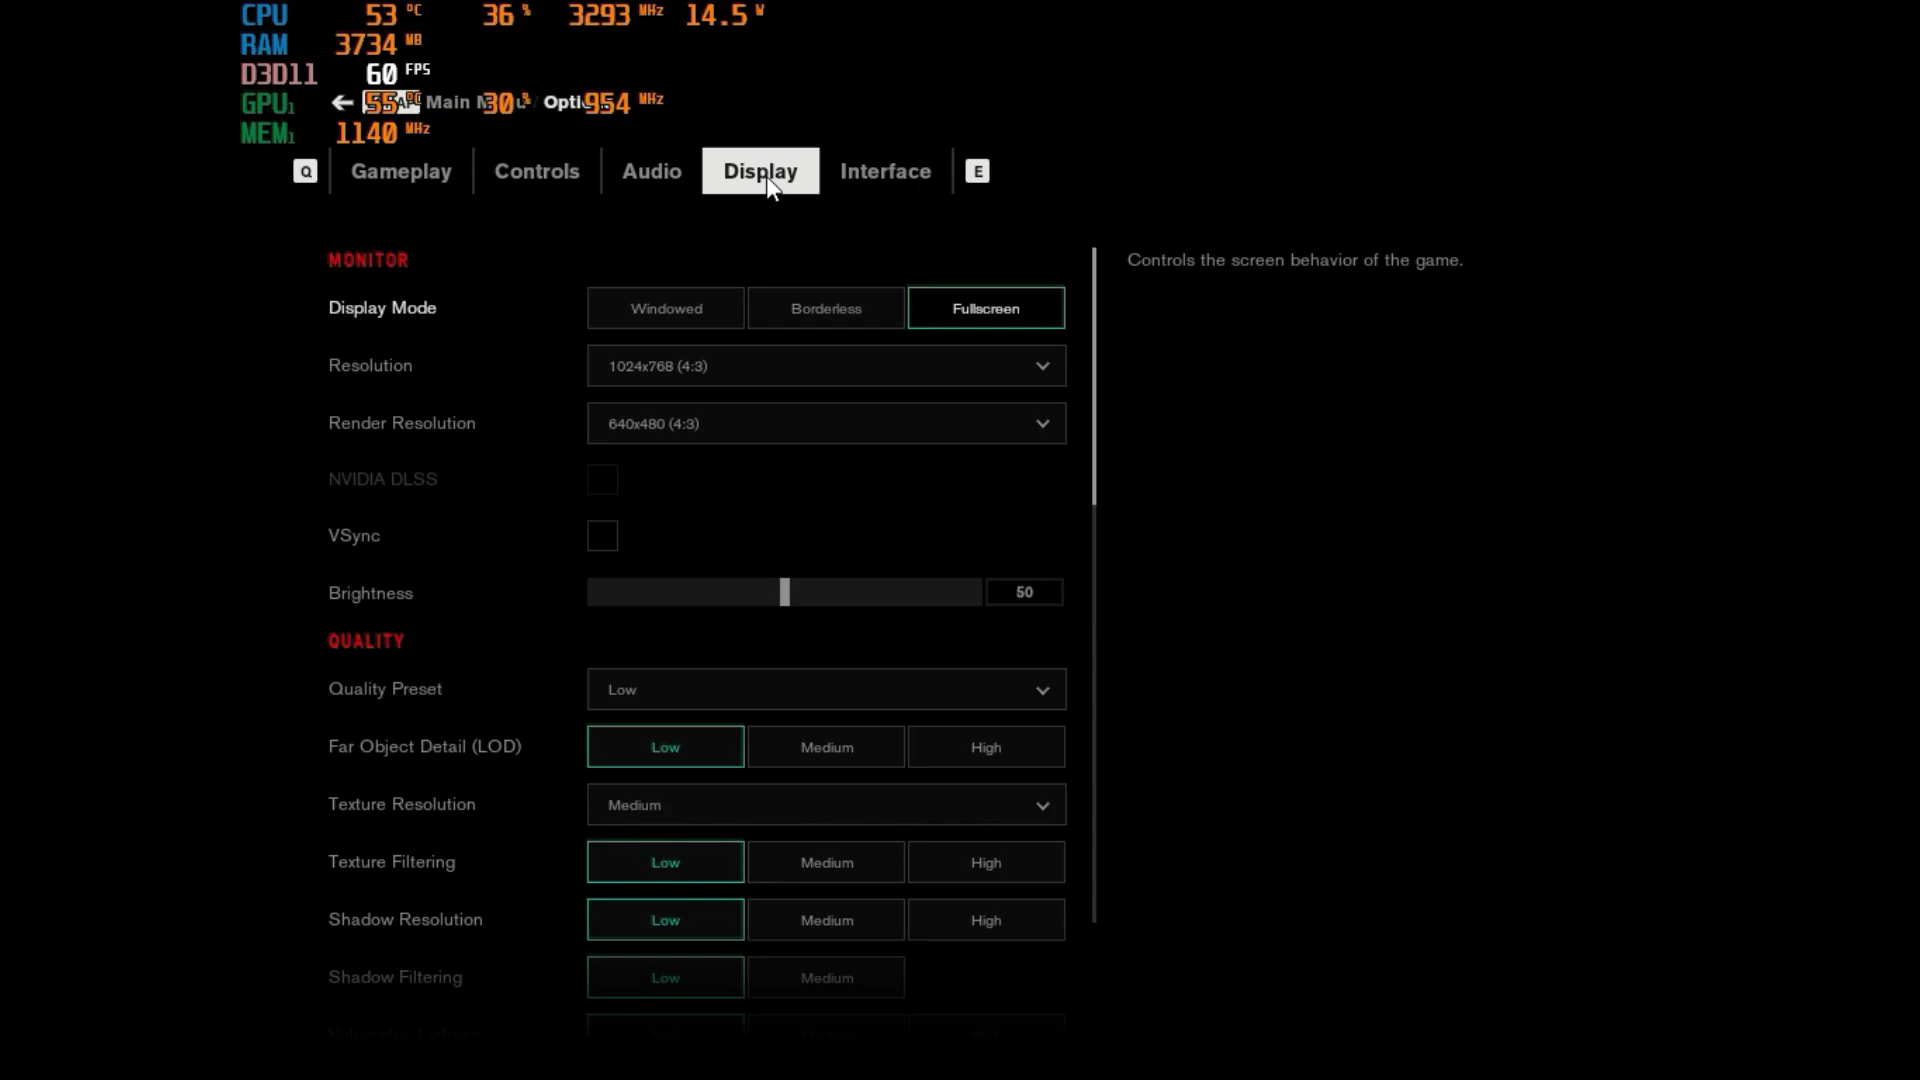 CPU 53 °C 36 % 3293 MHz 14.5 W
RAM 3734 MB
D3D11 60 FPS
GPU1 55 °C Main 30 % Opti 954 MHz
MEM1 1140 MHz
Q Gameplay Controls Audio Display Interface E
MONITOR
Controls the screen behavior of the game.
Display Mode Windowed Borderless Fullscreen
Resolution 1024x768 (4:3)
Render Resolution 640x480 (4:3)
NVIDIA DLSS
VSync
Brightness 50
QUALITY
Quality Preset Low
Far Object Detail (LOD) Low Medium High
Texture Resolution Medium
Texture Filtering Low Medium High
Shadow Resolution Low Medium High
Shadow Filtering Low Medium